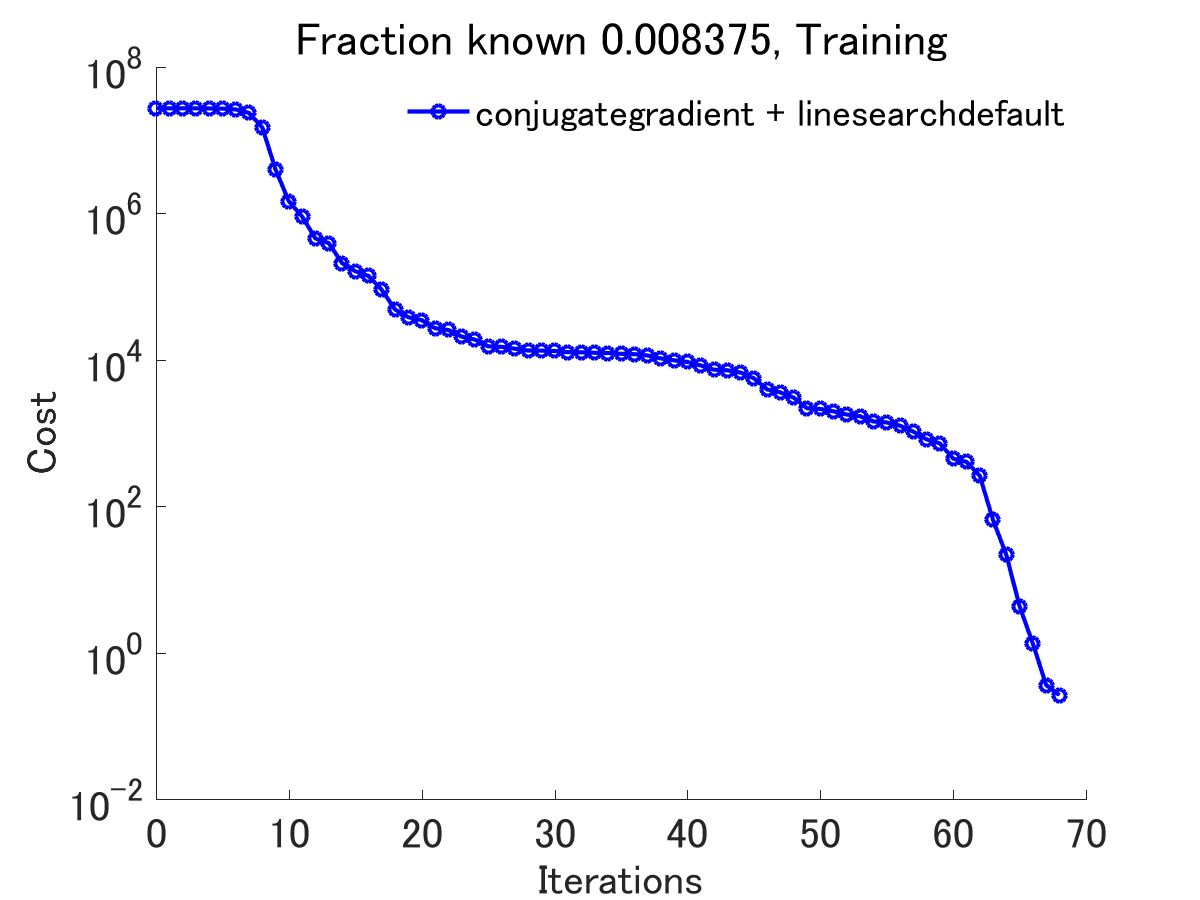 Fraction known 0.008375, Training
conjugategradient + linesearchdefault
10^8
10^6
10^4
10^2
10^0
10^-2
Cost
0 10 20 30 40 50 60 70
Iterations